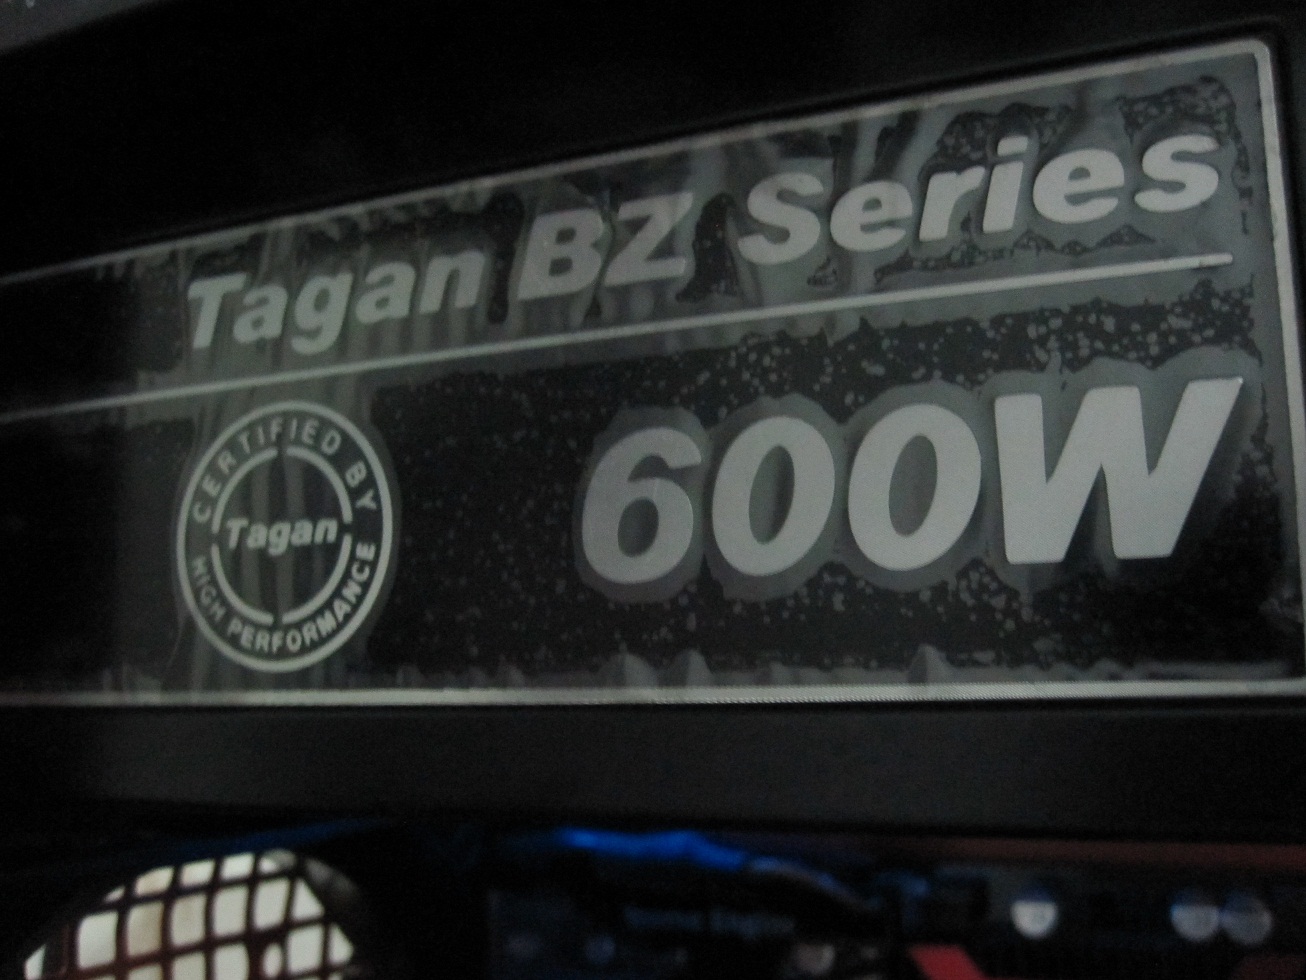 Tagan BZ Series
600W
CERTIFIED BY
Tagan
HIGH PERFORMANCE